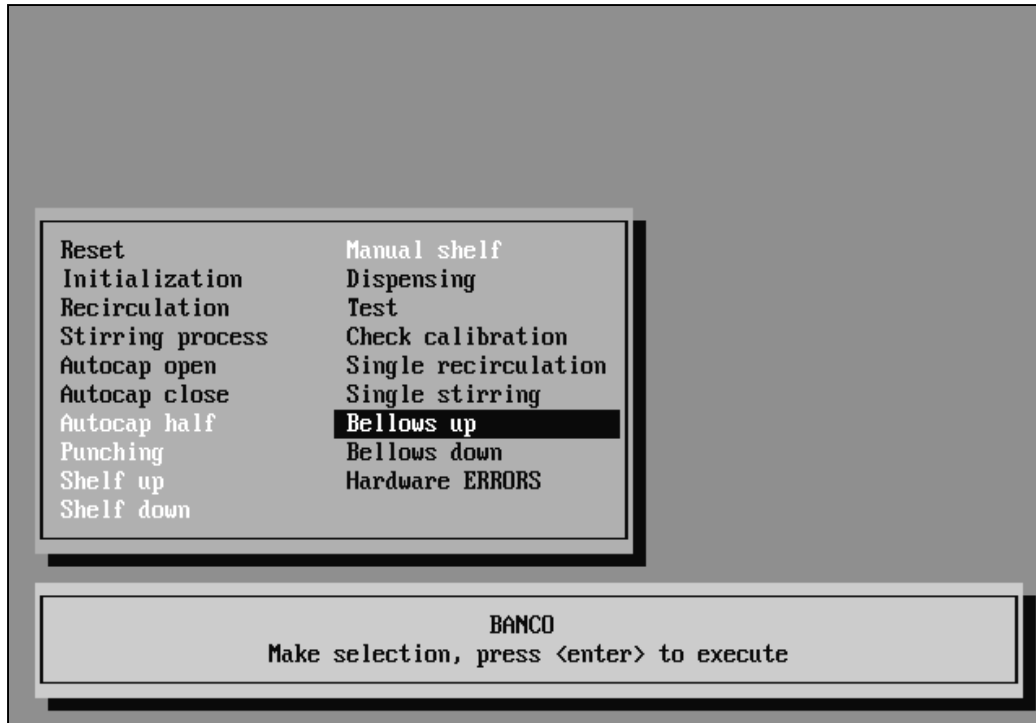 Reset
Initialization
Recirculation
Stirring process
Autocap open
Autocap close
Autocap half
Punching
Shelf up
Shelf down
Manual shelf
Dispensing
Test
Check calibration
Single recirculation
Single stirring
Bellows up
Bellows down
Hardware ERRORS
BANCO
Make selection, press <enter> to execute